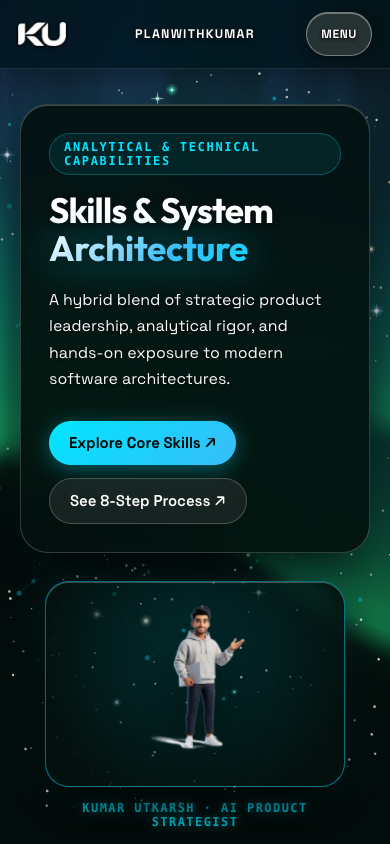 KU
PLANWITHKUMAR
MENU
ANALYTICAL & TECHNICAL
CAPABILITIES
Skills & System
Architecture
A hybrid blend of strategic product
leadership, analytical rigor, and
hands-on exposure to modern
software architectures.
Explore Core Skills ↗
See 8-Step Process ↗
KUMAR UTKARSH · AI PRODUCT
STRATEGIST